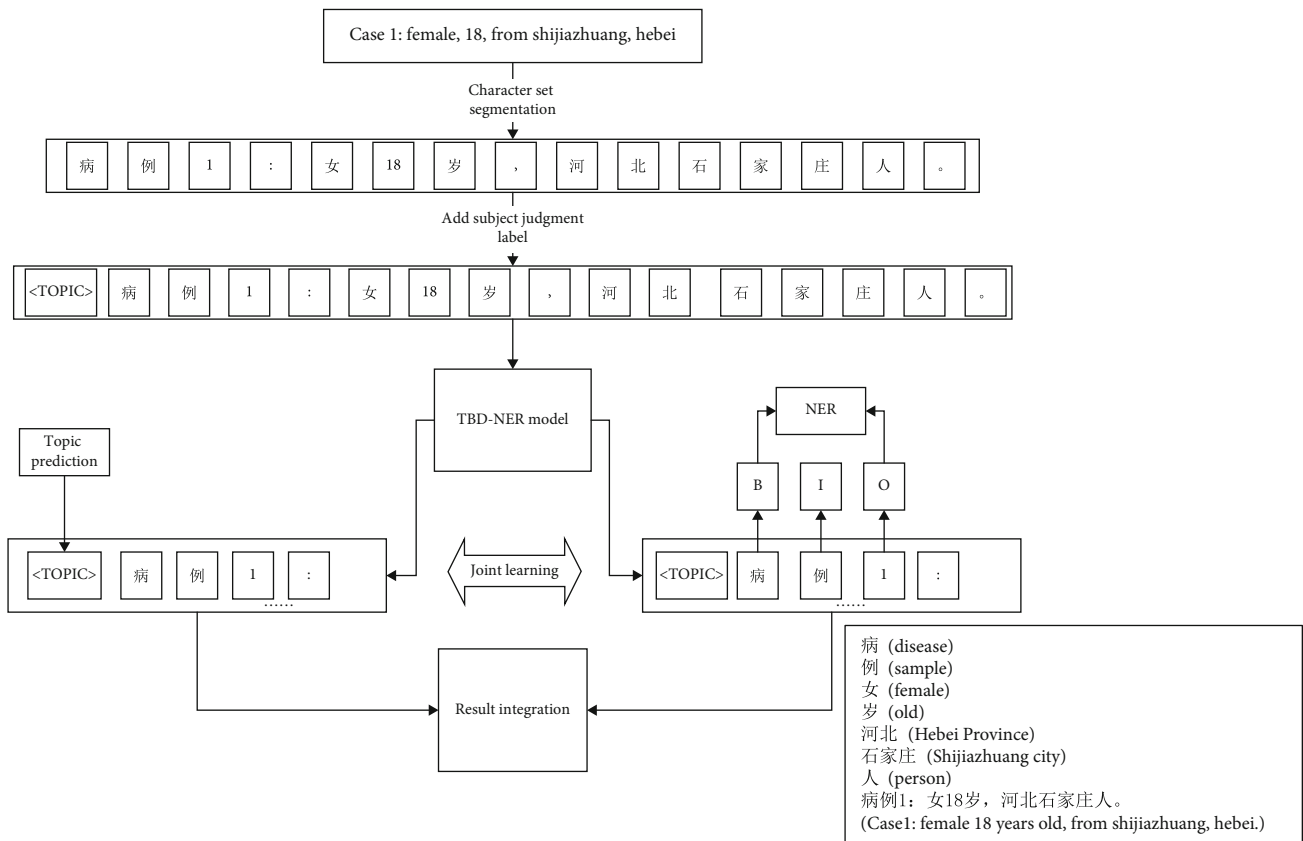 Case 1: female, 18, from shijiazhuang, hebei
Character set
segmentation
病 例 1 : 女 18 岁 , 河 北 石 家 庄 人 。
Add subject judgment
label
<TOPIC> 病 例 1 : 女 18 岁 , 河 北 石 家 庄 人 。
TBD-NER model
NER
Topic
prediction
B I O
<TOPIC> 病 例 1 :
......
Joint learning
<TOPIC> 病 例 1 :
......
Result integration
病 (disease)
例 (sample)
女 (female)
岁 (old)
河北 (Hebei Province)
石家庄 (Shijiazhuang city)
人 (person)
病例1：女18岁，河北石家庄人。
(Case1: female 18 years old, from shijiazhuang, hebei.)